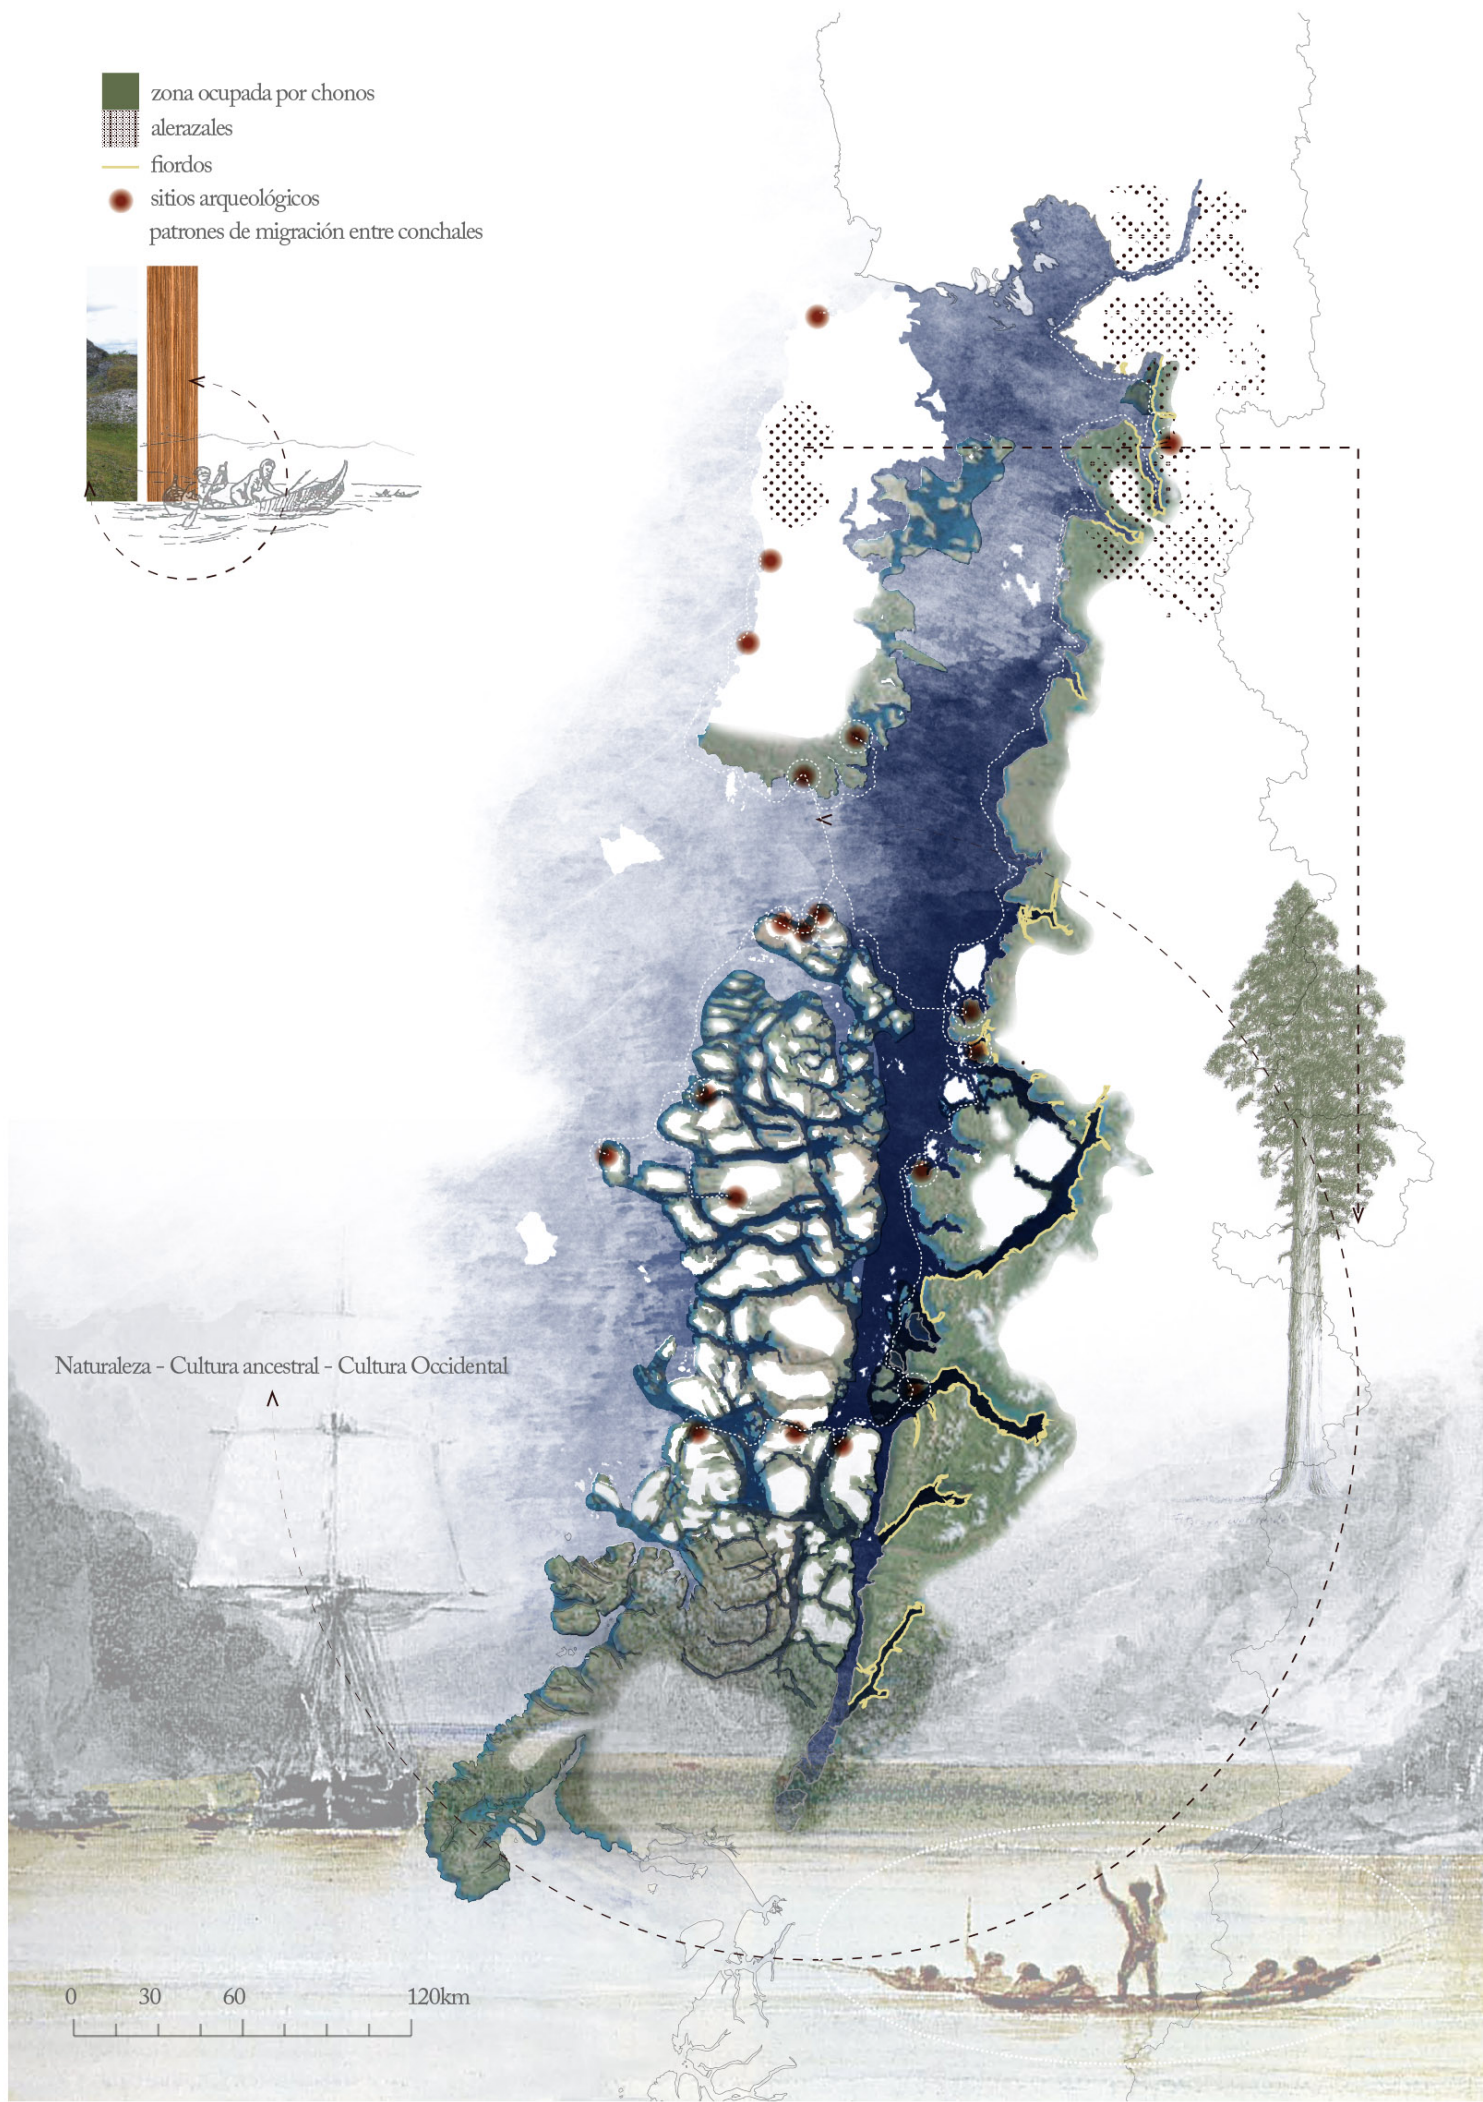 zona ocupada por chonos
alerazales
fiordos
sitios arqueológicos
patrones de migración entre conchales
Naturaleza - Cultura ancestral - Cultura Occidental
0 30 60 120km